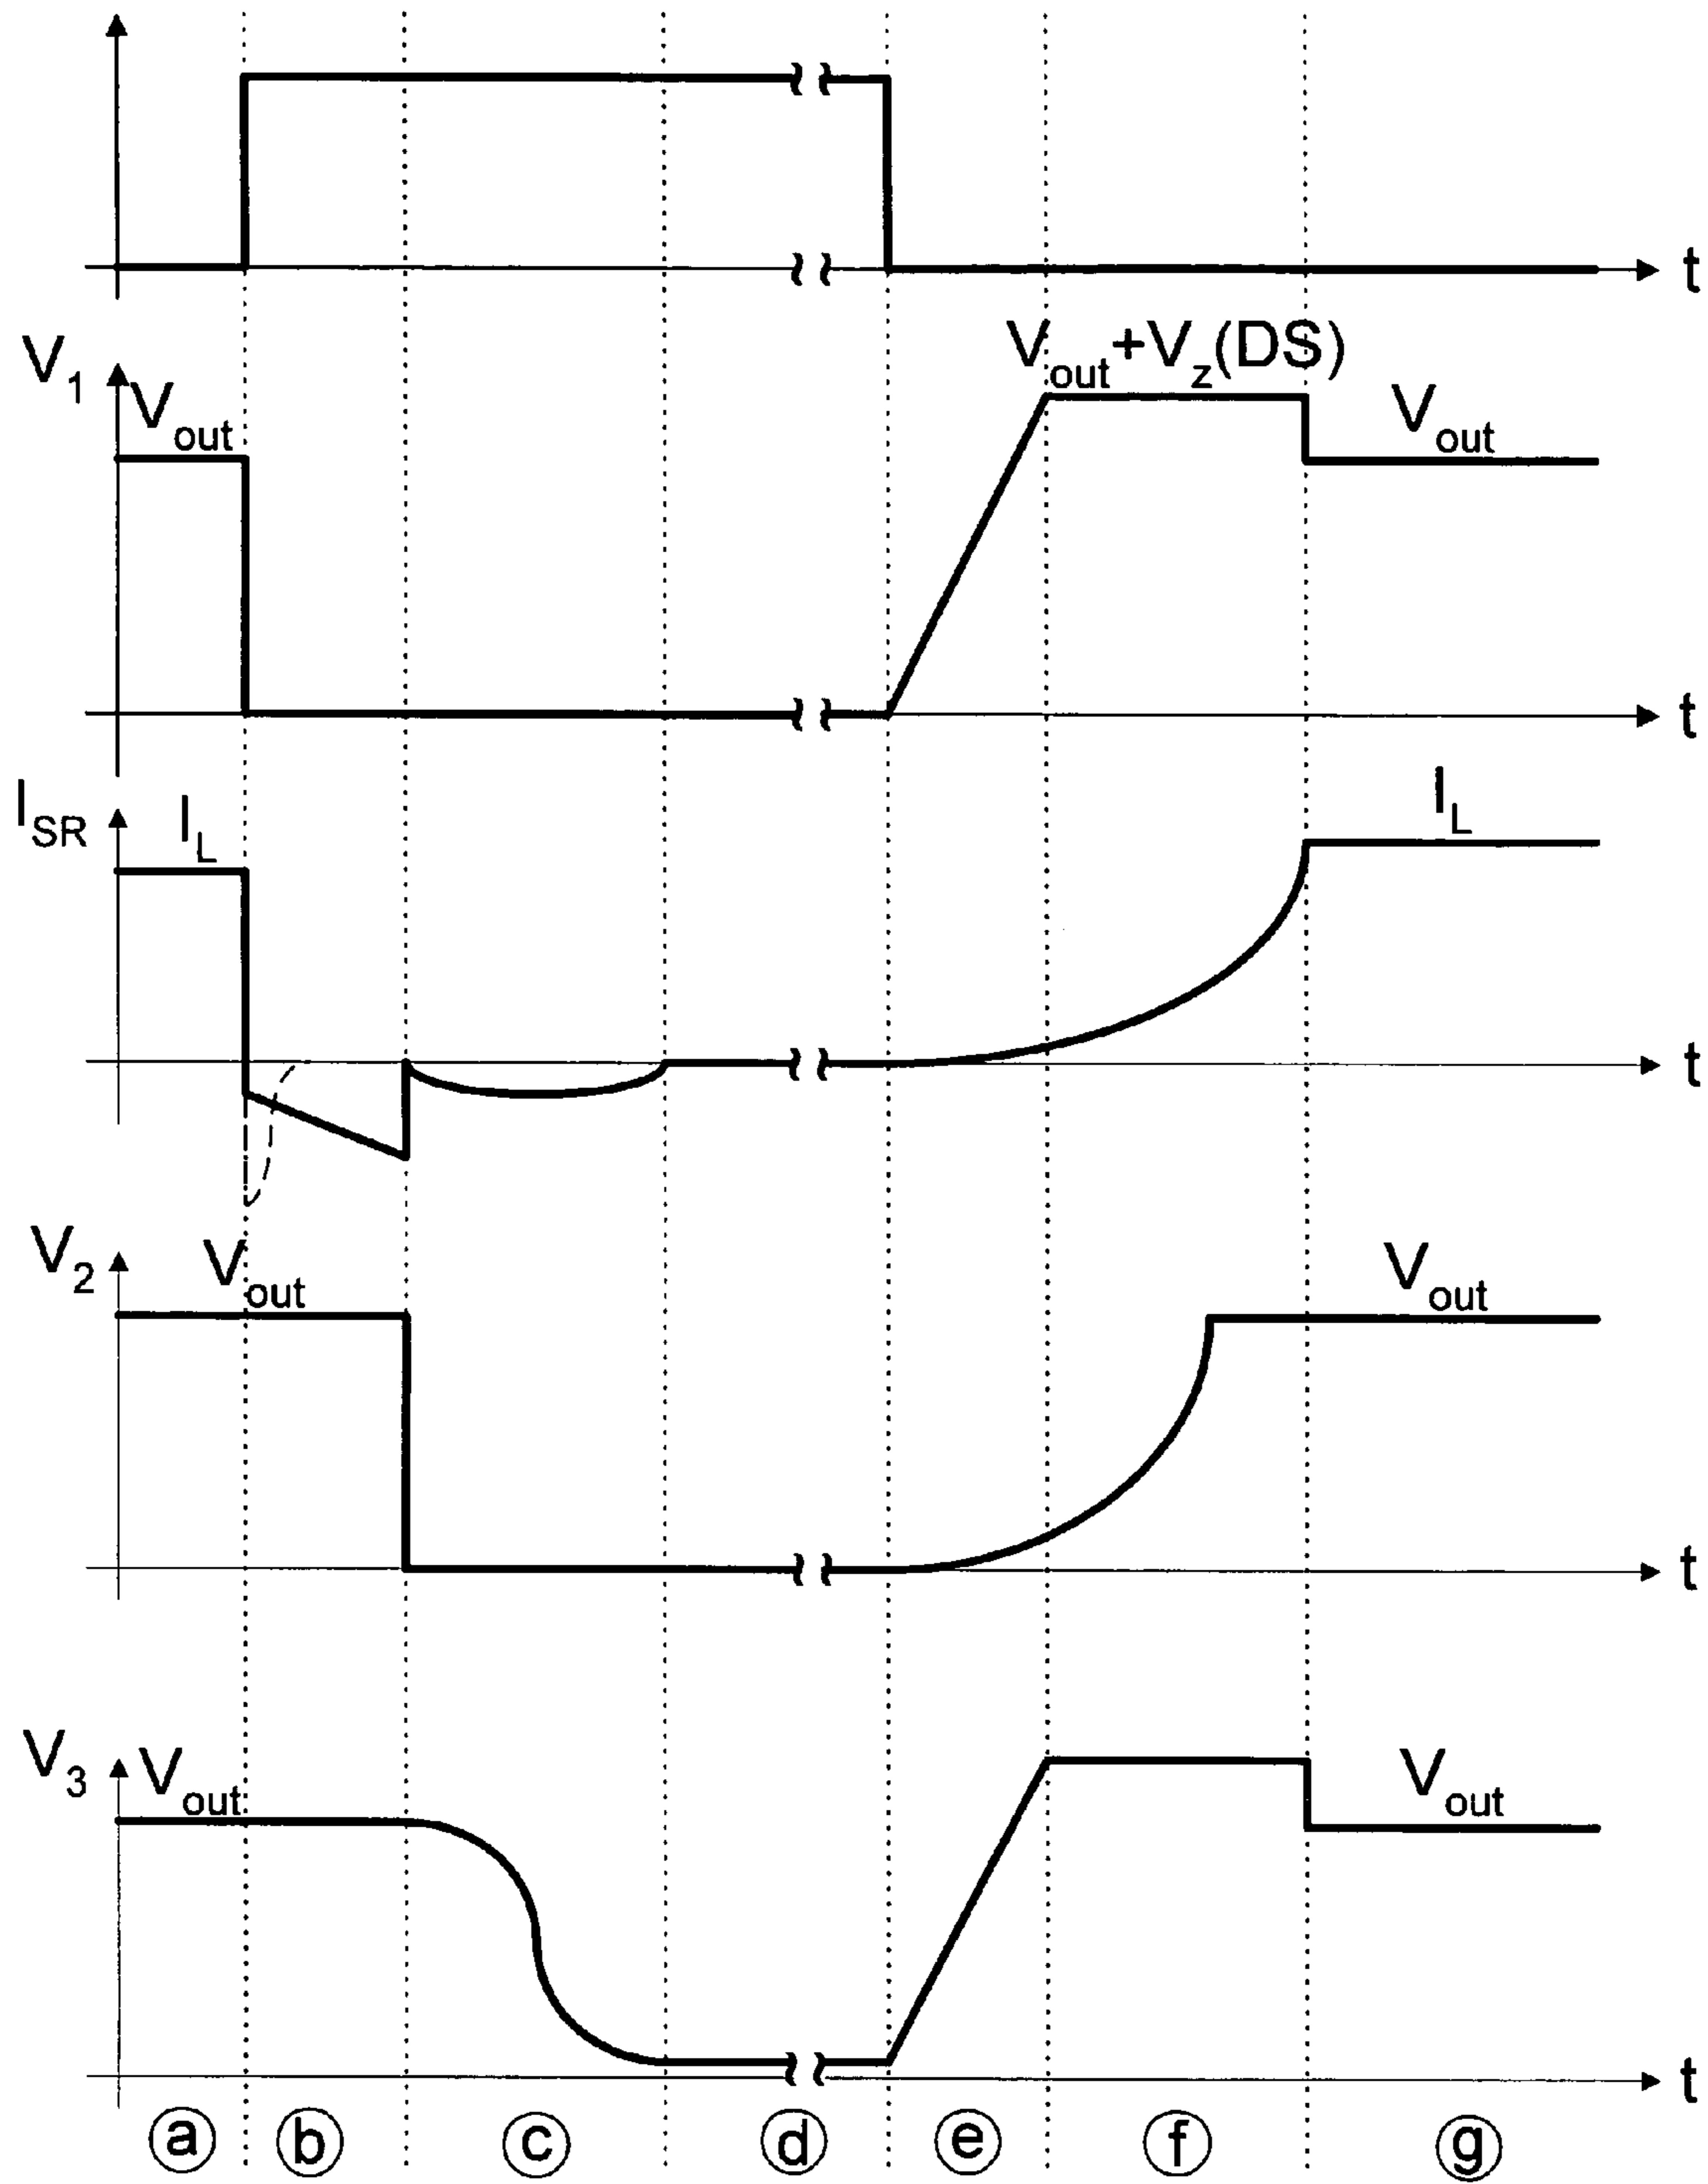 t
V1
Vout
Vout+Vz(DS)
Vout
t
ISR
IL
IL
t
V2
Vout
Vout
t
V3
Vout
Vout
t
ⓐ ⓑ ⓒ ⓓ ⓔ ⓕ ⓖ